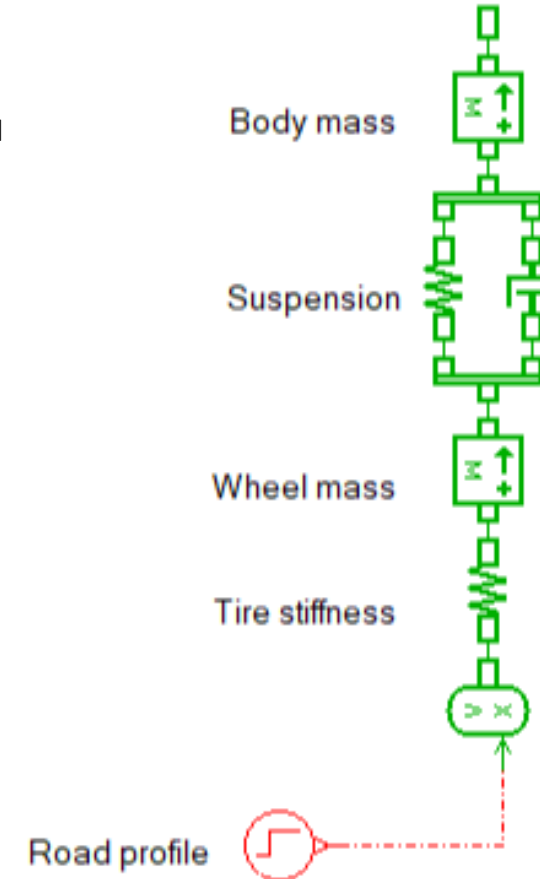 Body mass
M
Suspension
Wheel mass
M
Tire stiffness
V X
Road profile